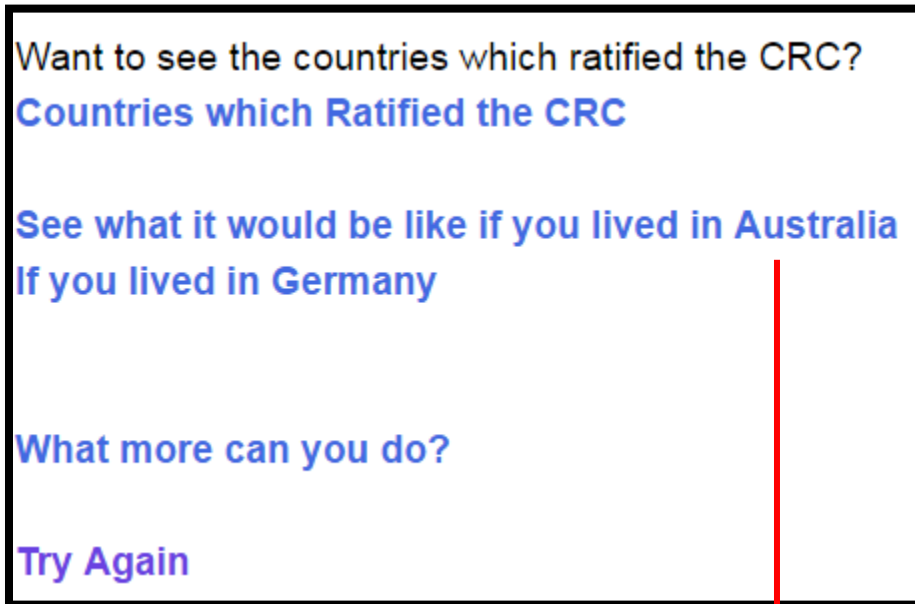 Want to see the countries which ratified the CRC?
Countries which Ratified the CRC
See what it would be like if you lived in Australia
If you lived in Germany
What more can you do?
Try Again